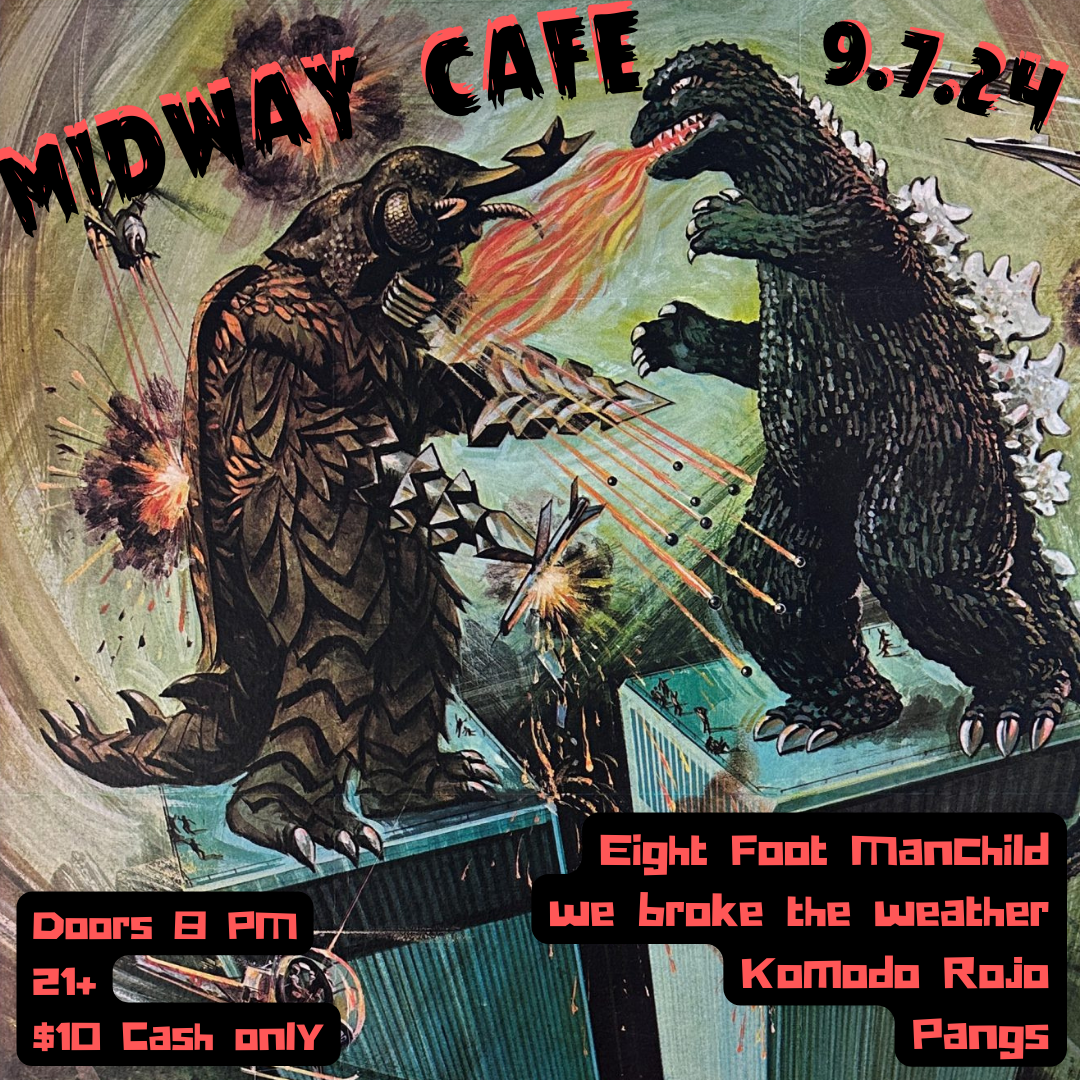 MIDWAY CAFE
9.7.24
Eight Foot ManChild
we broke the weather
Komodo Rojo
Pangs
Doors 8 PM
21+
$10 Cash only